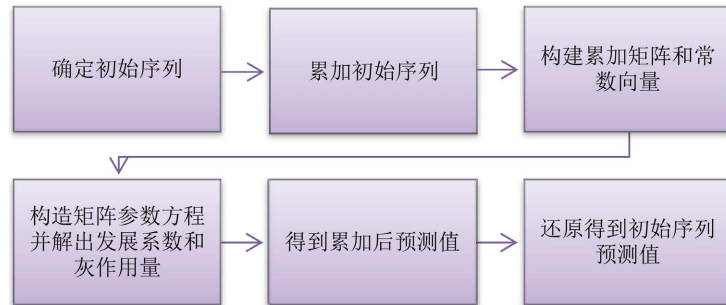 确定初始序列
累加初始序列
构建累加矩阵和常
数向量
构造矩阵参数方程
并解出发展系数和
灰作用量
得到累加后预测值
还原得到初始序列
预测值